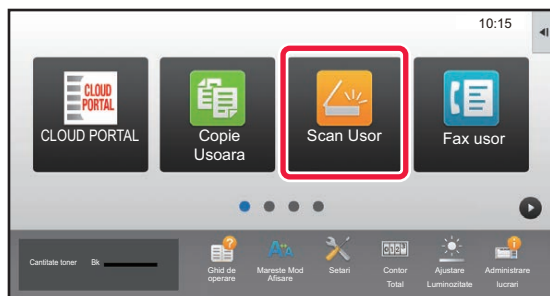 10:15
CLOUD
PORTAL
CLOUD PORTAL
Copie
Usoara
Scan Usor
Fax usor
Cantitate toner Bk
Ghid de
operare
Mareste Mod
Afisare
Setari
Contor
Total
Ajustare
Luminozitate
Administrare
lucrari